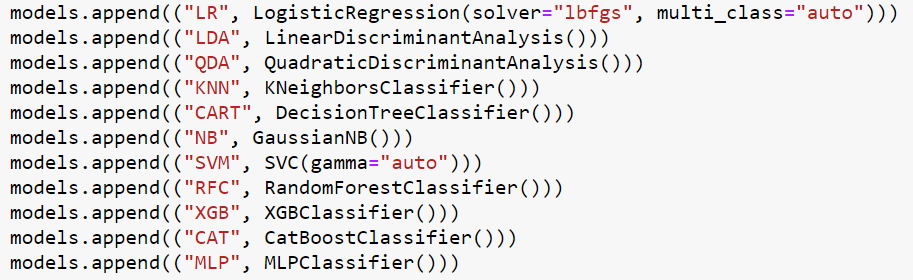 models.append(("LR", LogisticRegression(solver="lbfgs", multi_class="auto")))
models.append(("LDA", LinearDiscriminantAnalysis()))
models.append(("QDA", QuadraticDiscriminantAnalysis()))
models.append(("KNN", KNeighborsClassifier()))
models.append(("CART", DecisionTreeClassifier()))
models.append(("NB", GaussianNB()))
models.append(("SVM", SVC(gamma="auto")))
models.append(("RFC", RandomForestClassifier()))
models.append(("XGB", XGBClassifier()))
models.append(("CAT", CatBoostClassifier()))
models.append(("MLP", MLPClassifier()))